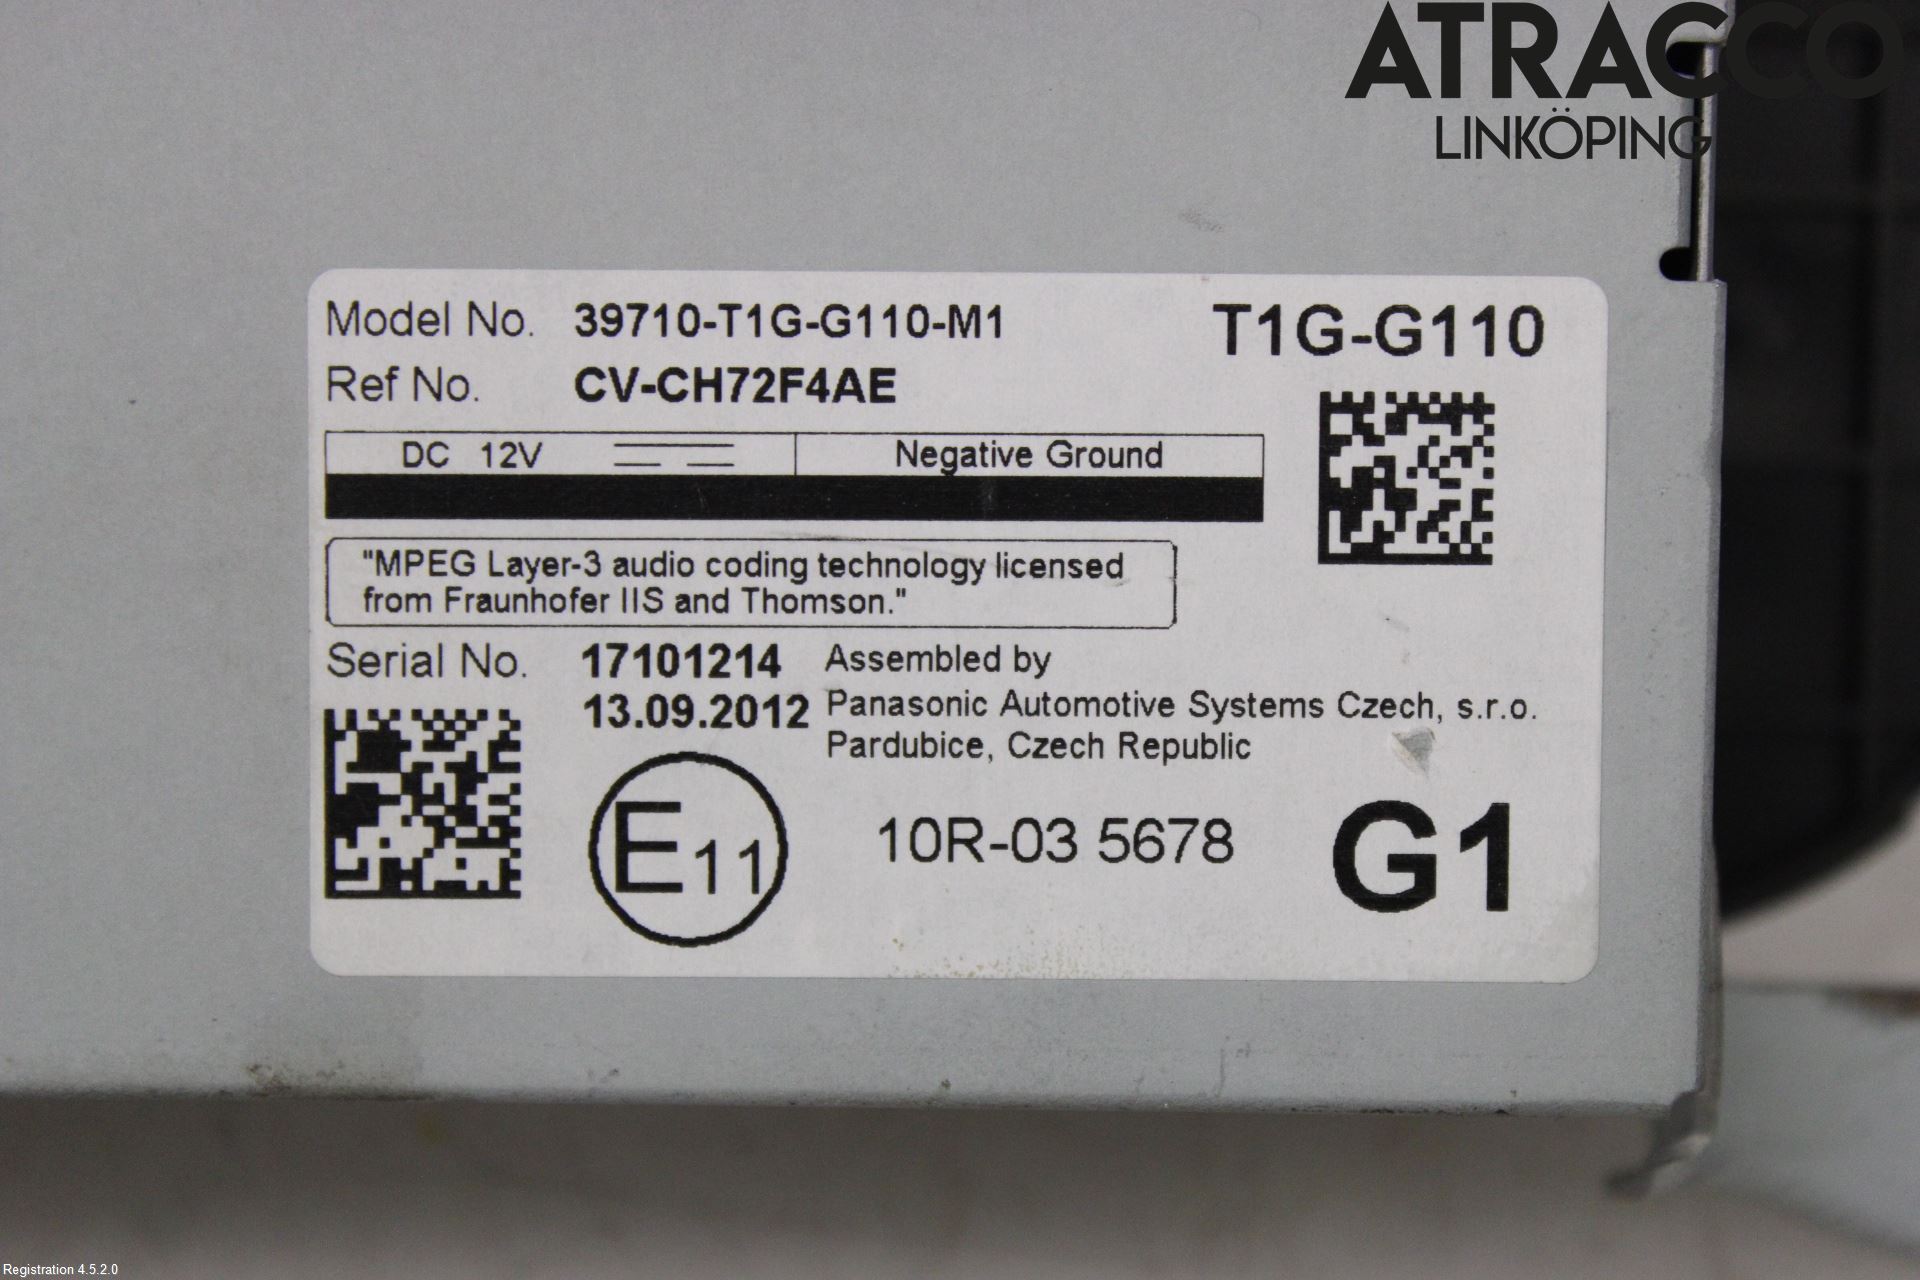 ATRACCO
LINKÖPING
Model No. 39710-T1G-G110-M1
T1G-G110
Ref No. CV-CH72F4AE
DC 12V
Negative Ground
"MPEG Layer-3 audio coding technology licensed
from Fraunhofer IIS and Thomson."
Serial No. 17101214
13.09.2012
Assembled by
Panasonic Automotive Systems Czech, s.r.o.
Pardubice, Czech Republic
E11
10R-03 5678
G1
Registration 4.5.2.0